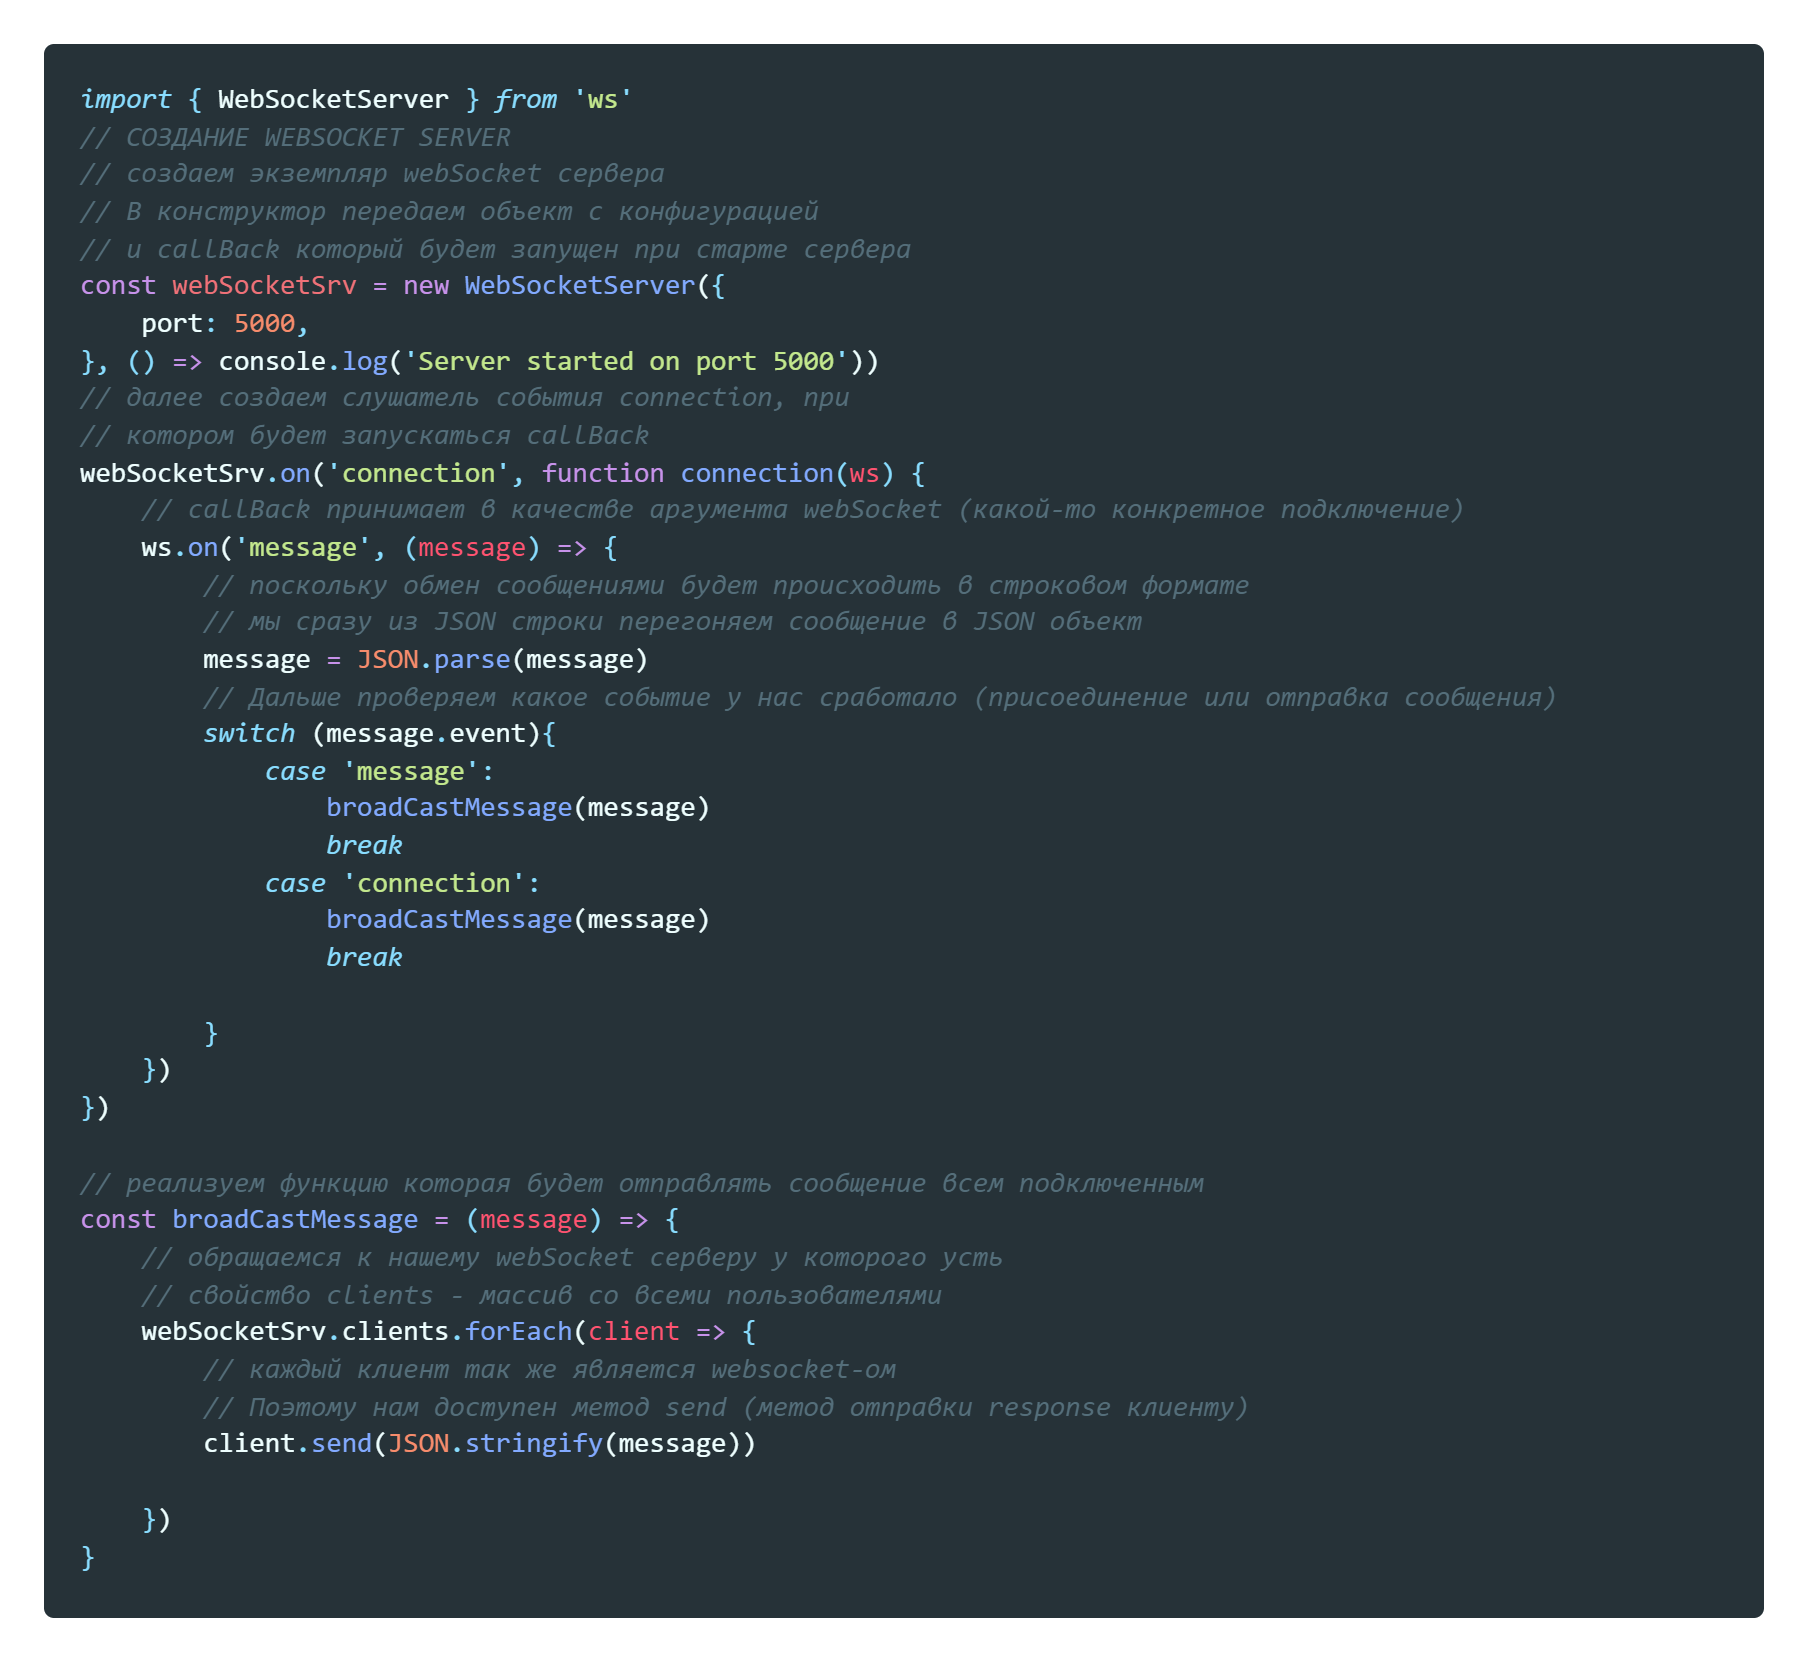 import { WebSocketServer } from 'ws'
// СОЗДАНИЕ WEBSOCKET SERVER
// создаем экземпляр webSocket сервера
// В конструктор передаем объект с конфигурацией
// и callBack который будет запущен при старте сервера
const webSocketSrv = new WebSocketServer({
    port: 5000,
}, () => console.log('Server started on port 5000'))
// далее создаем слушатель события connection, при
// котором будет запускаться callBack
webSocketSrv.on('connection', function connection(ws) {
    // callBack принимает в качестве аргумента webSocket (какой-то конкретное подключение)
    ws.on('message', (message) => {
        // поскольку обмен сообщениями будет происходить в строковом формате
        // мы сразу из JSON строки перегоняем сообщение в JSON объект
        message = JSON.parse(message)
        // Дальше проверяем какое событие у нас сработало (присоединение или отправка сообщения)
        switch (message.event){
            case 'message':
                broadCastMessage(message)
                break
            case 'connection':
                broadCastMessage(message)
                break
        }
    })
})
// реализуем функцию которая будет отправлять сообщение всем подключенным
const broadCastMessage = (message) => {
    // обращаемся к нашему webSocket серверу у которого усть
    // свойство clients - массив со всеми пользователями
    webSocketSrv.clients.forEach(client => {
        // каждый клиент так же является websocket-ом
        // Поэтому нам доступен метод send (метод отправки response клиенту)
        client.send(JSON.stringify(message))
    })
}